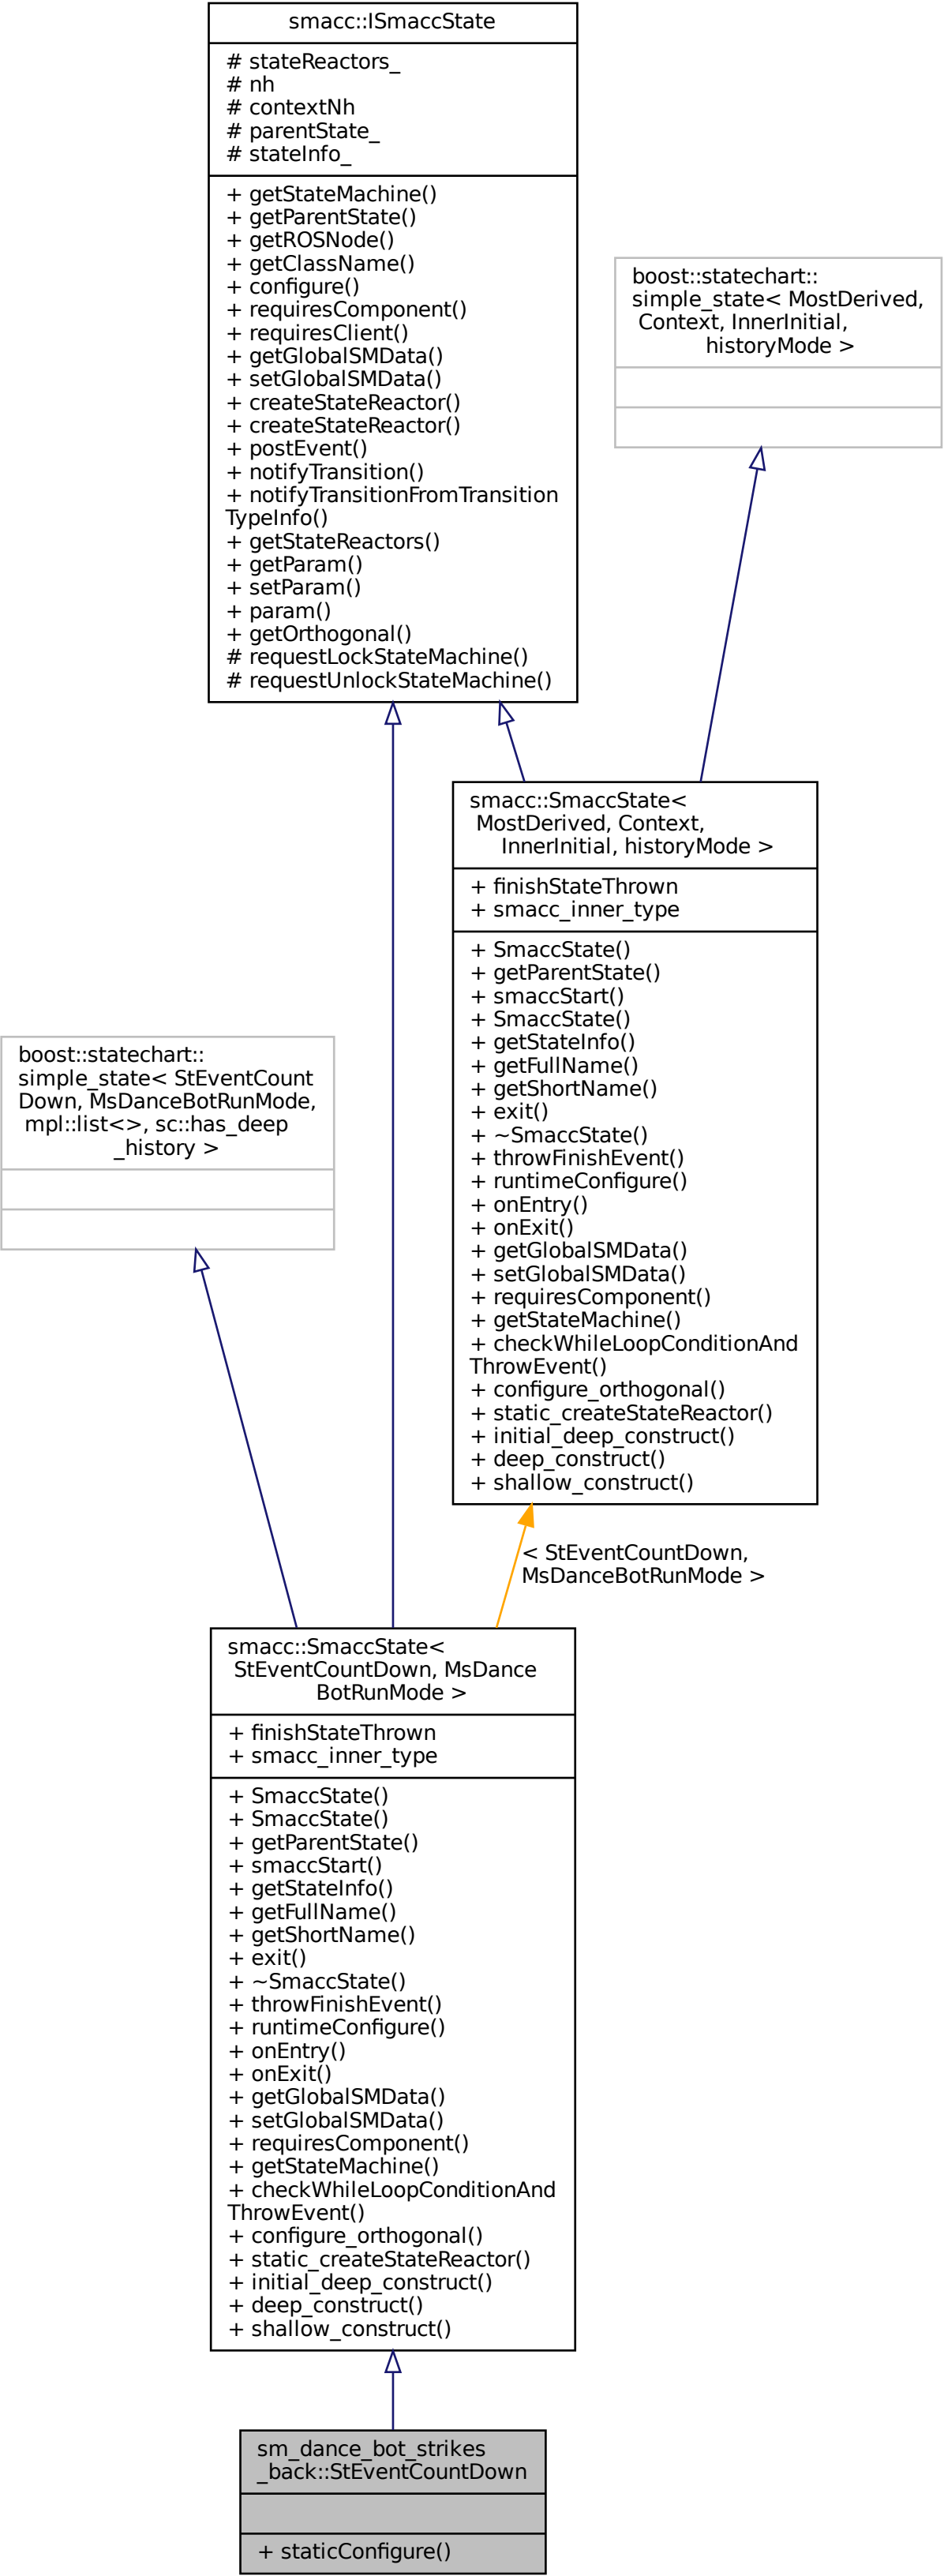 smacc::ISmaccState
# stateReactors_
# nh
# contextNh
# parentState_
# stateInfo_
+ getStateMachine()
+ getParentState()
+ getROSNode()
+ getClassName()
+ configure()
+ requiresComponent()
+ requiresClient()
+ getGlobalSMData()
+ setGlobalSMData()
+ createStateReactor()
+ createStateReactor()
+ postEvent()
+ notifyTransition()
+ notifyTransitionFromTransition
TypeInfo()
+ getStateReactors()
+ getParam()
+ setParam()
+ param()
+ getOrthogonal()
# requestLockStateMachine()
# requestUnlockStateMachine()
boost::statechart::
simple_state< MostDerived,
Context, InnerInitial,
historyMode >
smacc::SmaccState<
MostDerived, Context,
InnerInitial, historyMode >
+ finishStateThrown
+ smacc_inner_type
+ SmaccState()
+ getParentState()
+ smaccStart()
+ SmaccState()
+ getStateInfo()
+ getFullName()
+ getShortName()
+ exit()
+ ~SmaccState()
+ throwFinishEvent()
+ runtimeConfigure()
+ onEntry()
+ onExit()
+ getGlobalSMData()
+ setGlobalSMData()
+ requiresComponent()
+ getStateMachine()
+ checkWhileLoopConditionAnd
ThrowEvent()
+ configure_orthogonal()
+ static_createStateReactor()
+ initial_deep_construct()
+ deep_construct()
+ shallow_construct()
boost::statechart::
simple_state< StEventCount
Down, MsDanceBotRunMode,
mpl::list<>, sc::has_deep
_history >
< StEventCountDown,
MsDanceBotRunMode >
smacc::SmaccState<
StEventCountDown, MsDance
BotRunMode >
+ finishStateThrown
+ smacc_inner_type
+ SmaccState()
+ SmaccState()
+ getParentState()
+ smaccStart()
+ getStateInfo()
+ getFullName()
+ getShortName()
+ exit()
+ ~SmaccState()
+ throwFinishEvent()
+ runtimeConfigure()
+ onEntry()
+ onExit()
+ getGlobalSMData()
+ setGlobalSMData()
+ requiresComponent()
+ getStateMachine()
+ checkWhileLoopConditionAnd
ThrowEvent()
+ configure_orthogonal()
+ static_createStateReactor()
+ initial_deep_construct()
+ deep_construct()
+ shallow_construct()
sm_dance_bot_strikes
_back::StEventCountDown
+ staticConfigure()